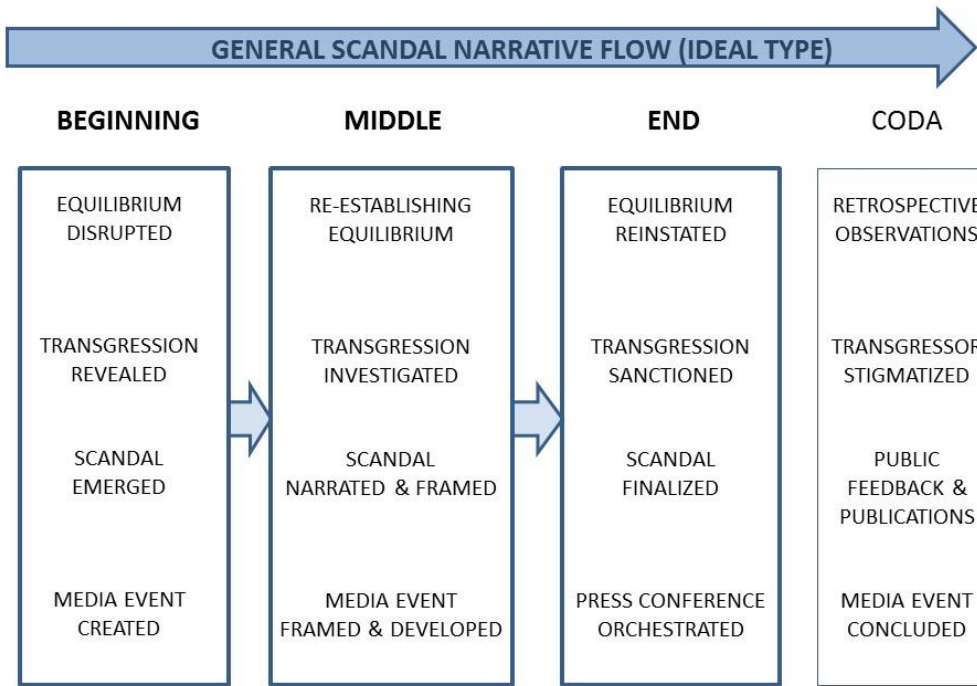 GENERAL SCANDAL NARRATIVE FLOW (IDEAL TYPE)
BEGINNING
EQUILIBRIUM
DISRUPTED
TRANSGRESSION
REVEALED
SCANDAL
EMERGED
MEDIA EVENT
CREATED
MIDDLE
RE-ESTABLISHING
EQUILIBRIUM
TRANSGRESSION
INVESTIGATED
SCANDAL
NARRATED & FRAMED
MEDIA EVENT
FRAMED & DEVELOPED
END
EQUILIBRIUM
REINSTATED
TRANSGRESSION
SANCTIONED
SCANDAL
FINALIZED
PRESS CONFERENCE
ORCHESTRATED
CODA
RETROSPECTIVE
OBSERVATIONS
TRANSGRESSOR
STIGMATIZED
PUBLIC
FEEDBACK &
PUBLICATIONS
MEDIA EVENT
CONCLUDED